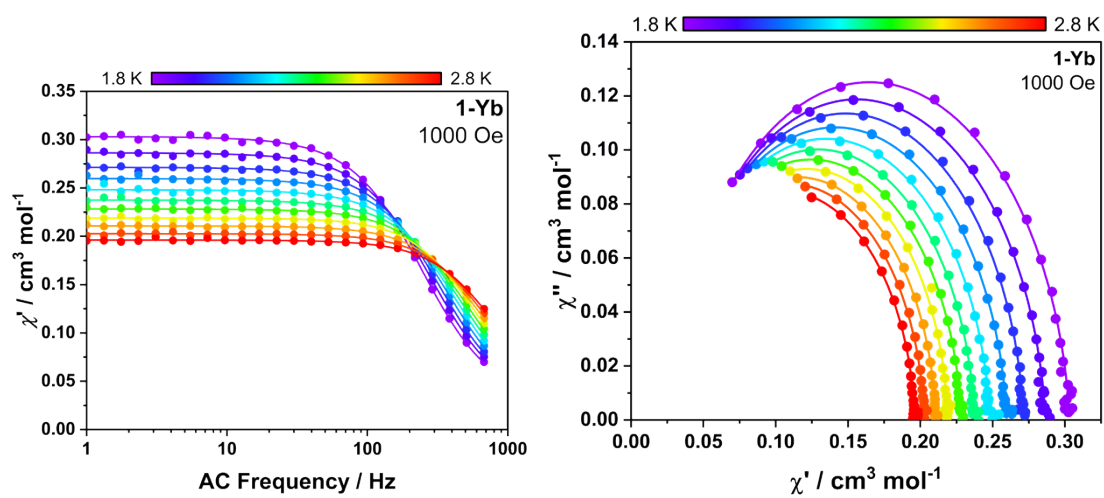 1.8 K 2.8 K
1-Yb
1000 Oe
0.35
0.30
0.25
0.20
0.15
0.10
0.05
0.00
χ' / cm³ mol⁻¹
1 10 100 1000
AC Frequency / Hz
1.8 K 2.8 K
1-Yb
1000 Oe
0.14
0.12
0.10
0.08
0.06
0.04
0.02
0.00
χ'' / cm³ mol⁻¹
0.00 0.05 0.10 0.15 0.20 0.25 0.30
χ' / cm³ mol⁻¹